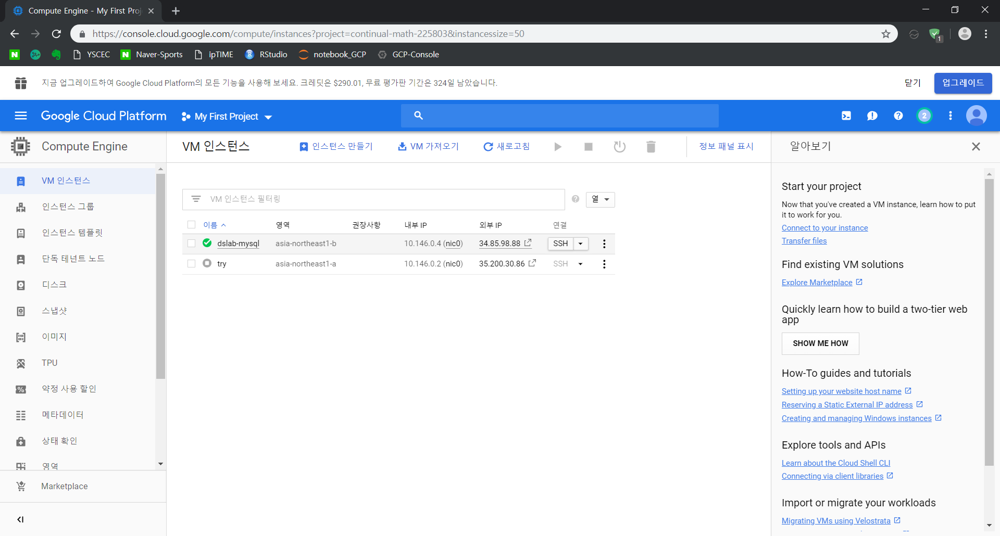 Compute Engine - My First Proj
https://console.cloud.google.com/compute/instances?project=continual-math-225803&instancessize=50
1
N
YSCEC
N Naver-Sports
ipTIME
R RStudio
notebook_GCP
GCP-Console
지금 업그레이드하여 Google Cloud Platform의 모든 기능을 사용해 보세요. 크레딧은 $290.01, 무료 평가판 기간은 324일 남았습니다.
닫기
업그레이드
Google Cloud Platform
My First Project
2
Compute Engine
VM 인스턴스
인스턴스 만들기
VM 가져오기
새로고침
정보 패널 표시
알아보기
VM 인스턴스
인스턴스 그룹
인스턴스 템플릿
단독 테넌트 노드
디스크
스냅샷
이미지
TPU
약정 사용 할인
메타데이터
상태 확인
영역
Marketplace
VM 인스턴스 필터링
열
이름 영역 권장사항 내부 IP 외부 IP 연결
dslab-mysql asia-northeast1-b 10.146.0.4 (nic0) 34.85.98.88 SSH
try asia-northeast1-a 10.146.0.2 (nic0) 35.200.30.86 SSH
Start your project
Now that you've created a VM instance, learn how to put
it to work for you.
Connect to your instance
Transfer files
Find existing VM solutions
Explore Marketplace
Quickly learn how to build a two-tier web
app
SHOW ME HOW
How-To guides and tutorials
Setting up your website host name
Reserving a Static External IP address
Creating and managing Windows instances
Explore tools and APIs
Learn about the Cloud Shell CLI
Connecting via client libraries
Import or migrate your workloads
Migrating VMs using Velostrata